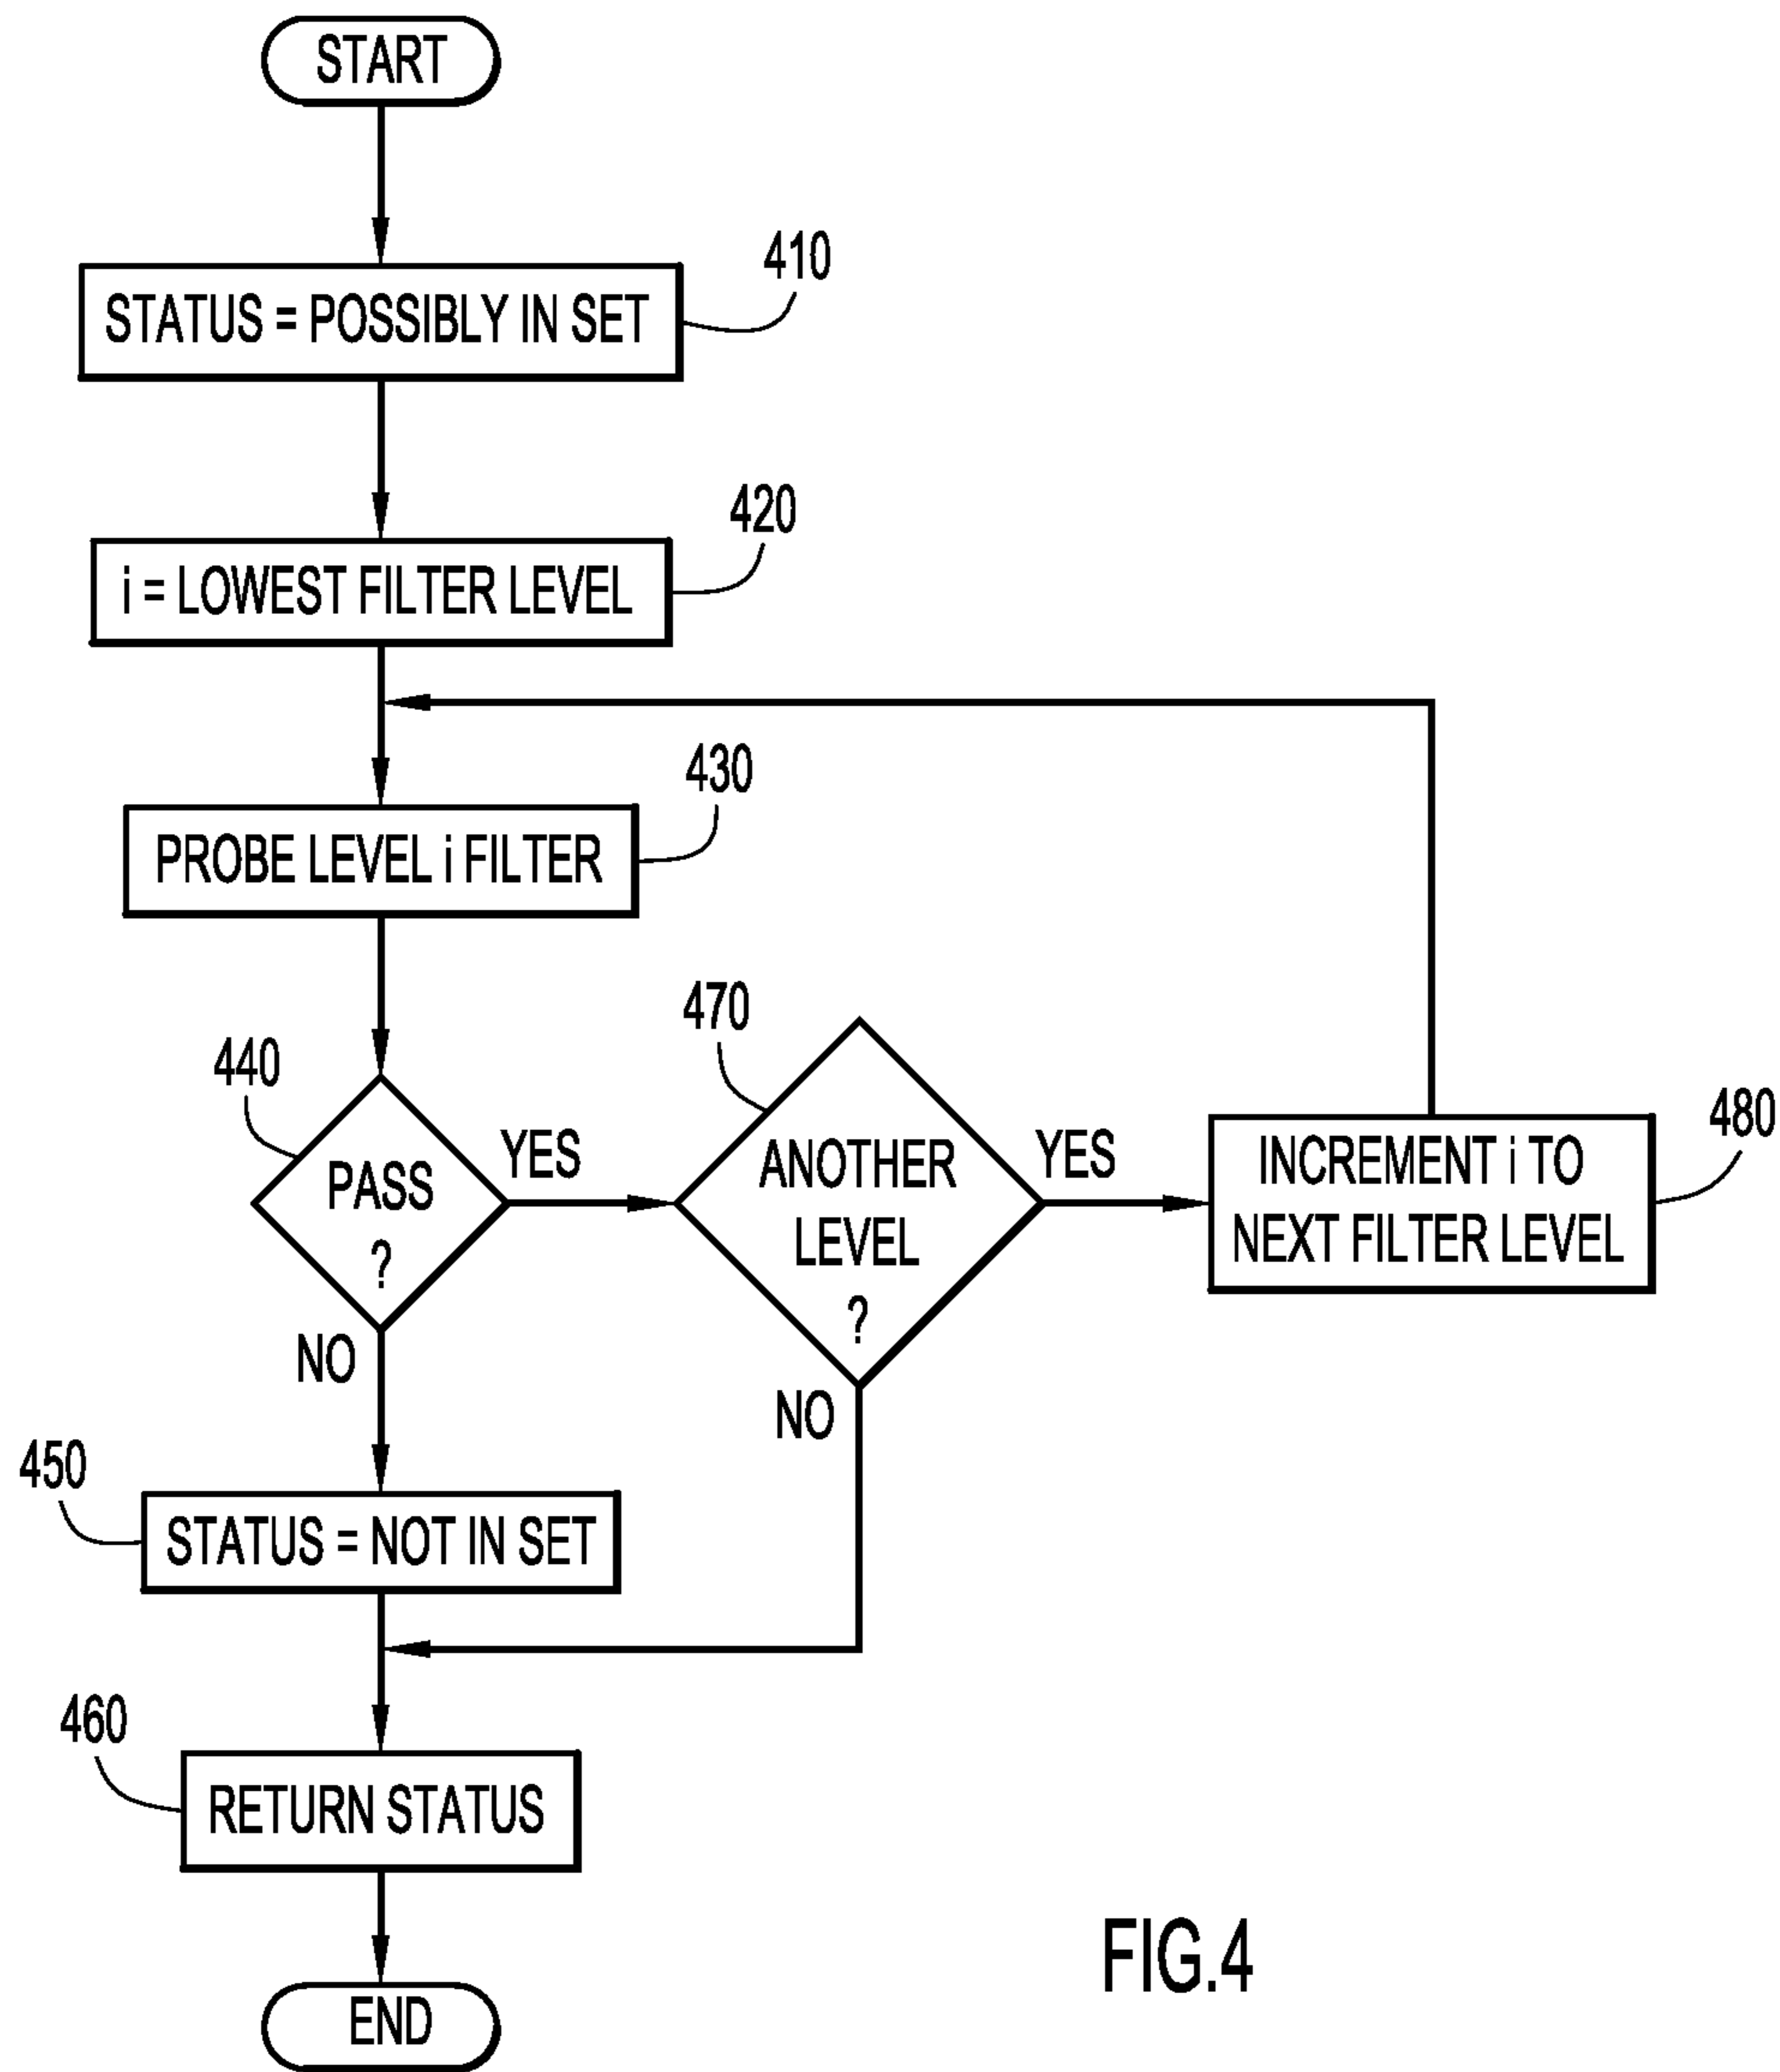 START
410
STATUS = POSSIBLY IN SET
420
i = LOWEST FILTER LEVEL
430
PROBE LEVEL i FILTER
440
PASS
?
YES
NO
470
ANOTHER
LEVEL
?
YES
NO
480
INCREMENT i TO
NEXT FILTER LEVEL
450
STATUS = NOT IN SET
460
RETURN STATUS
END
FIG.4